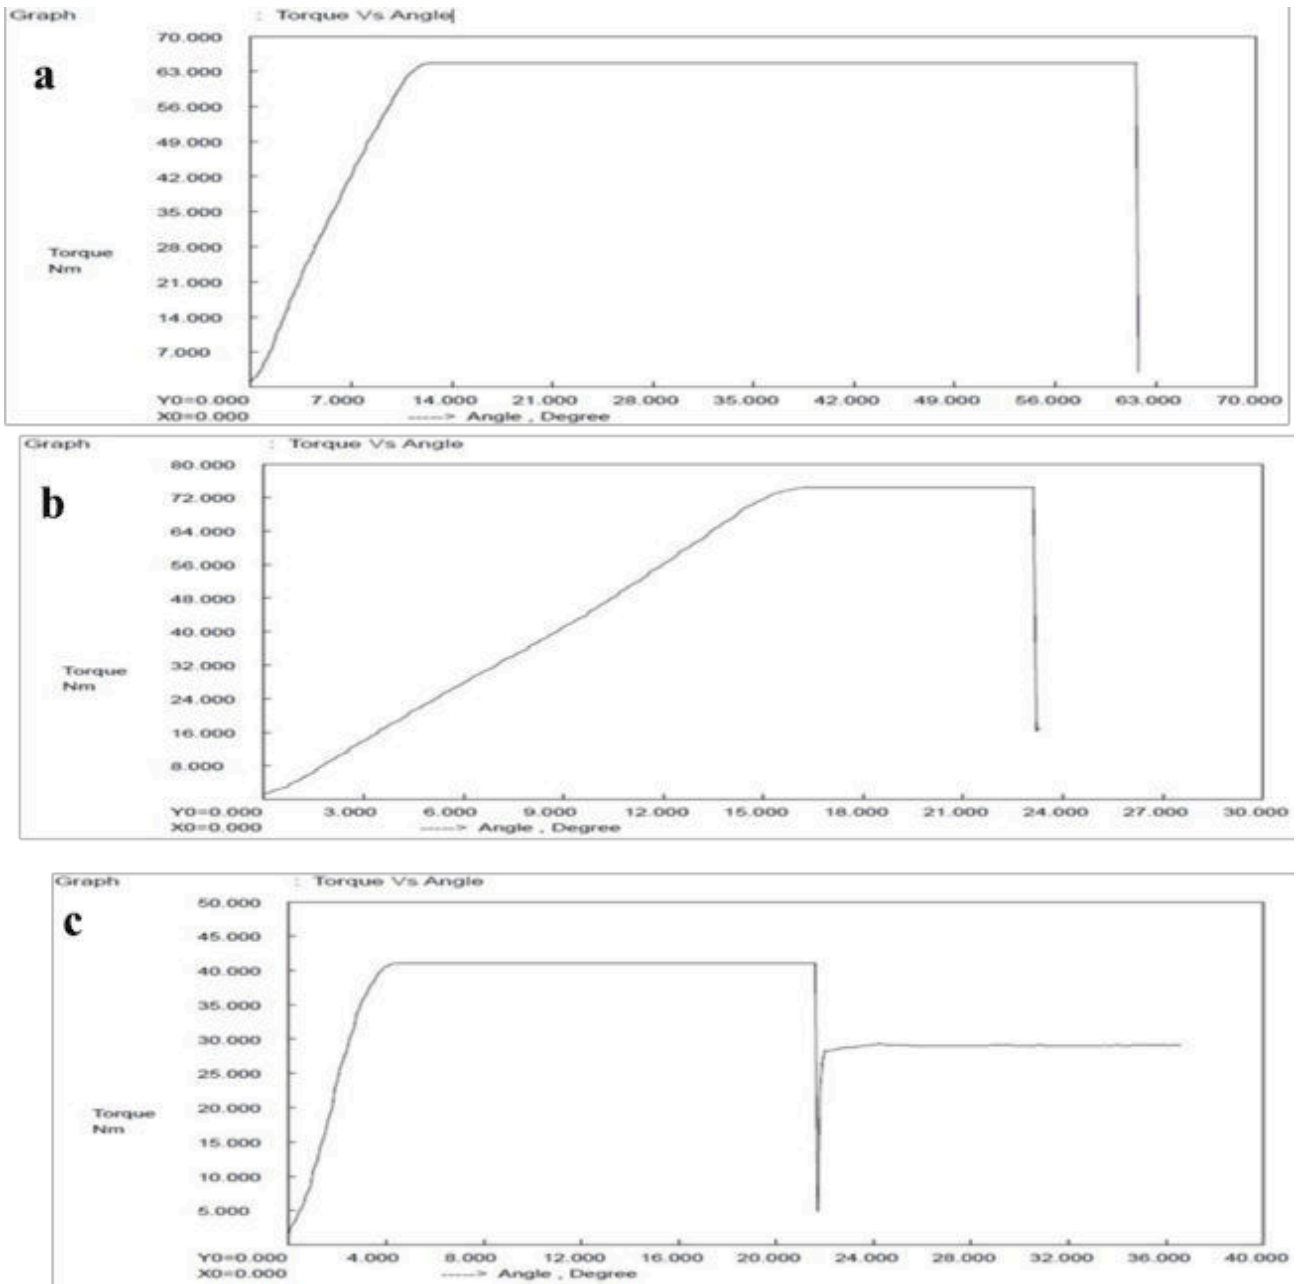 Graph : Torque Vs Angle
a
70.000
63.000
56.000
49.000
42.000
35.000
28.000
21.000
14.000
7.000
Torque
Nm
Y0=0.000 7.000 14.000 21.000 28.000 35.000 42.000 49.000 56.000 63.000 70.000
X0=0.000 ----> Angle , Degree
Graph : Torque Vs Angle
b
80.000
72.000
64.000
56.000
48.000
40.000
32.000
24.000
16.000
8.000
Torque
Nm
Y0=0.000 3.000 6.000 9.000 12.000 15.000 18.000 21.000 24.000 27.000 30.000
X0=0.000 ----> Angle , Degree
Graph : Torque Vs Angle
c
50.000
45.000
40.000
35.000
30.000
25.000
20.000
15.000
10.000
5.000
Torque
Nm
Y0=0.000 4.000 8.000 12.000 16.000 20.000 24.000 28.000 32.000 36.000 40.000
X0=0.000 ----> Angle , Degree